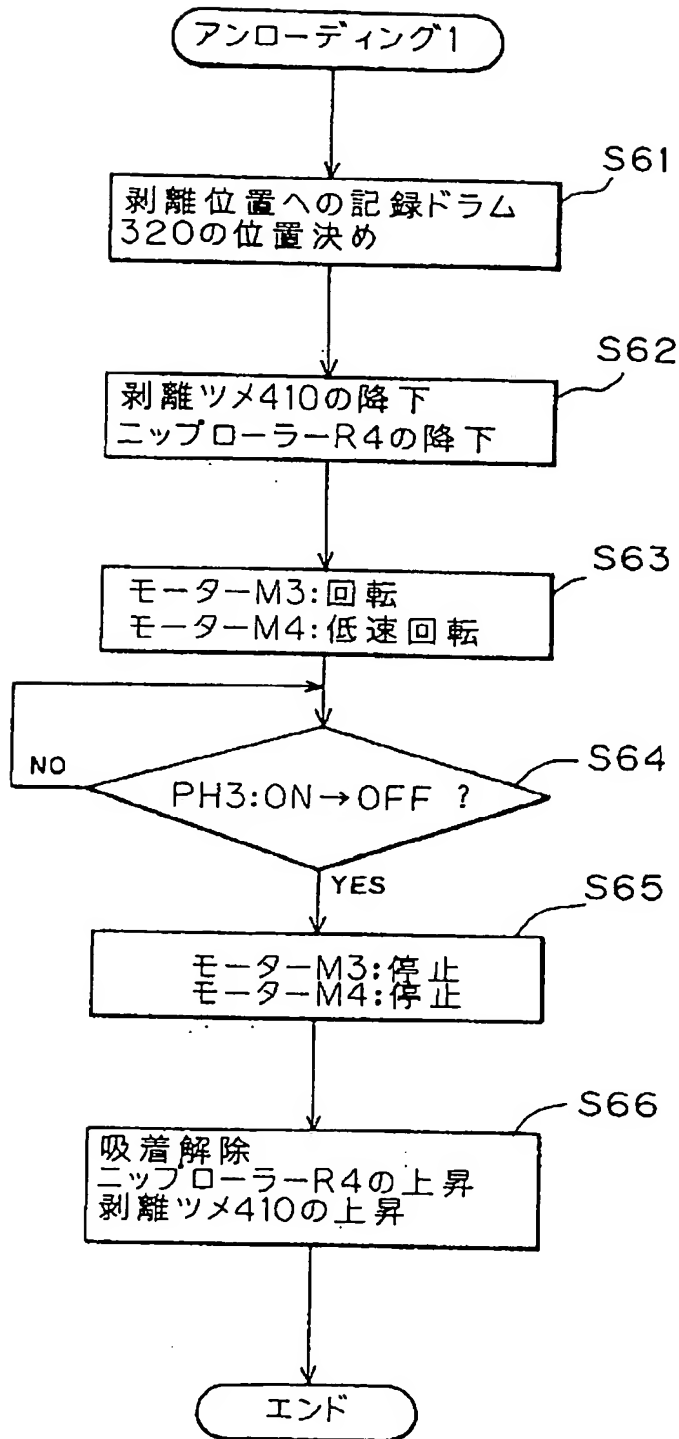 アンローディング1
S61
剥離位置への記録ドラム
320の位置決め
S62
剥離ツメ410の降下
ニップローラーR4の降下
S63
モーターM3:回転
モーターM4:低速回転
S64
NO
PH3:ON→OFF ?
YES
S65
モーターM3:停止
モーターM4:停止
S66
吸着解除
ニップローラーR4の上昇
剥離ツメ410の上昇
エンド